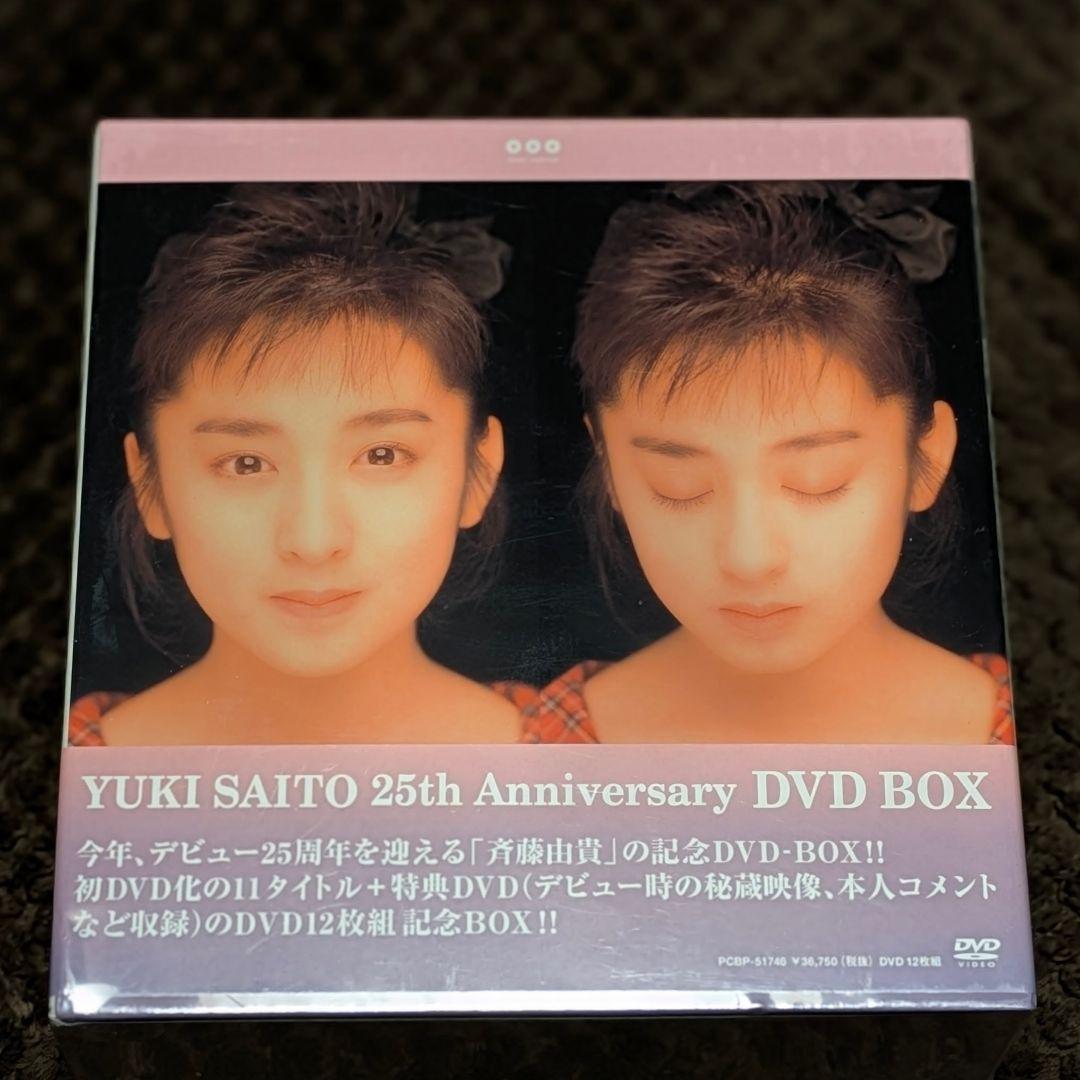 YUKI SAITO 25th Anniversary DVD BOX
今年、デビュー25周年を迎える「斉藤由貴」の記念DVD-BOX!!
初DVD化の11タイトル+特典DVD(デビュー時の秘蔵映像、本人コメント
など収録)のDVD12枚組 記念BOX!!
PCBP-51746 ¥36,750(税抜) DVD 12枚組
DVD
VIDEO